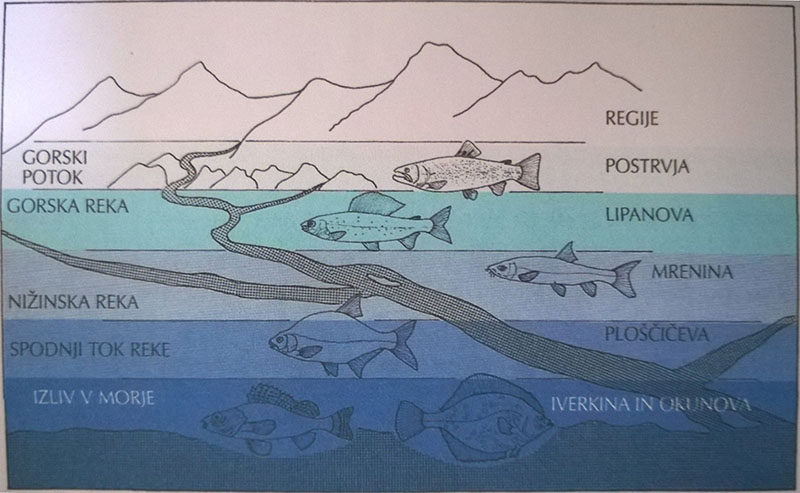 REGIJE
GORSKI
POTOK
POSTRVJA
GORSKA REKA
LIPANOVA
MRENINA
NIŽINSKA REKA
PLOŠČIČEVA
SPODNJI TOK REKE
IZLIV V MORJE
IVERKINA IN OKUNOVA